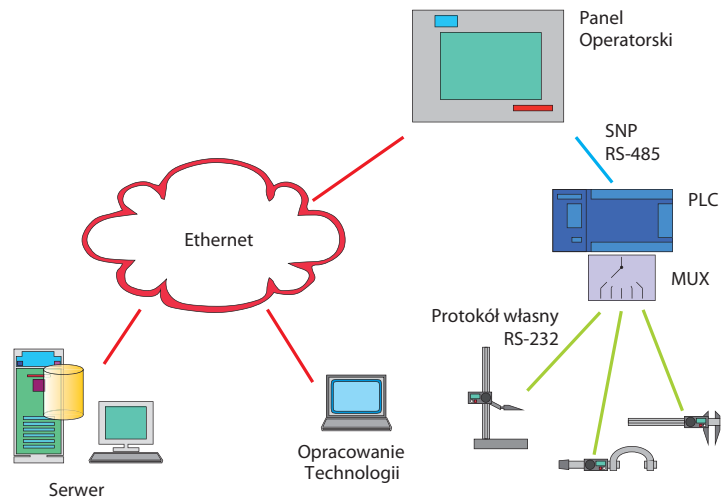 Panel
Operatorski
SNP
RS-485
PLC
Ethernet
MUX
Protokół własny
RS-232
Opracowanie
Technologii
Serwer